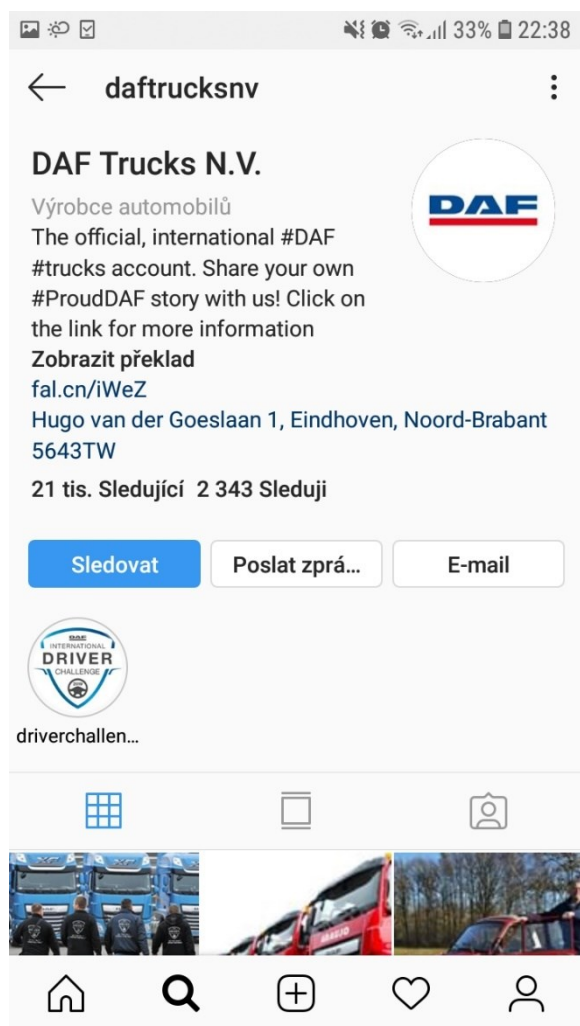 33% 22:38
daftrucksnv
DAF Trucks N.V.
DAF
Výrobce automobilů
The official, international #DAF
#trucks account. Share your own
#ProudDAF story with us! Click on
the link for more information
Zobrazit překlad
fal.cn/iWeZ
Hugo van der Goeslaan 1, Eindhoven, Noord-Brabant
5643TW
21 tis. Sledující 2 343 Sleduji
Sledovat Poslat zprá... E-mail
DAF
INTERNATIONAL
DRIVER
CHALLENGE
driverchallen...
XF XF
ARAUJO